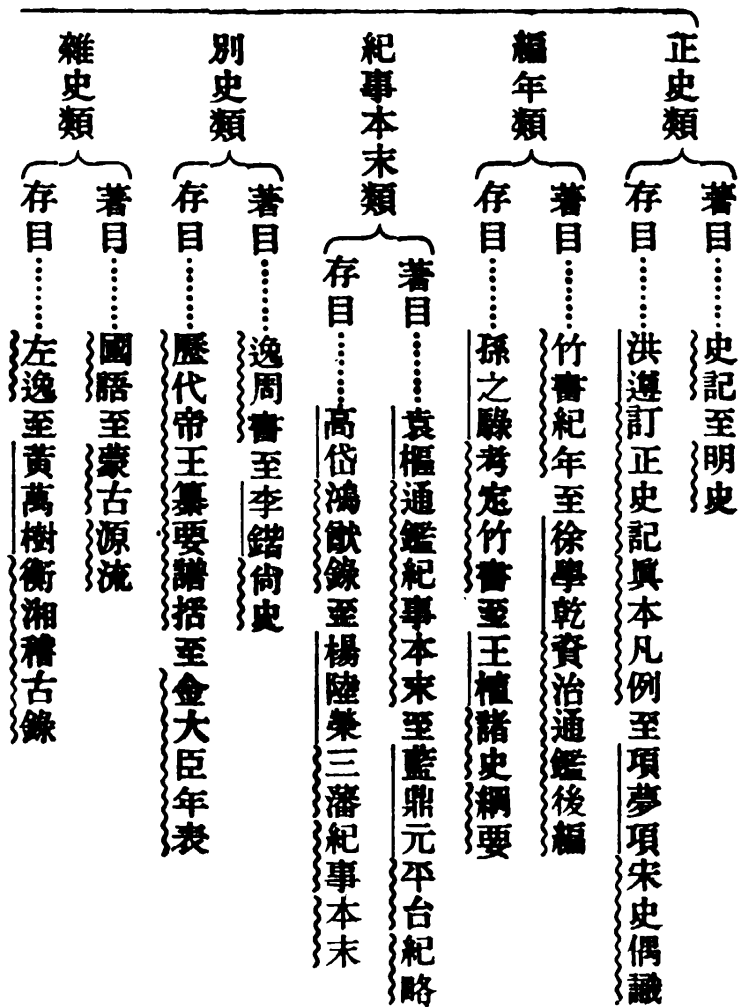 正史類
著目……史記至明史
存目……洪遵訂正史記眞本凡例至項夢項宋史偶識
編年類
著目……竹書紀年至徐學乾資治通鑑後編
存目……孫之騄考定竹書至王檟諸史綱要
紀事本末類
著目……袁樞通鑑紀事本末至藍鼎元平台紀略
存目……高岱鴻猷錄至楊陸榮三藩紀事本末
別史類
著目……逸周書至李鍇尙史
存目……歷代帝王纂要譜括至金大臣年表
雜史類
著目……國語至蒙古源流
存目……左逸至黃萬樹衡湘稽古錄